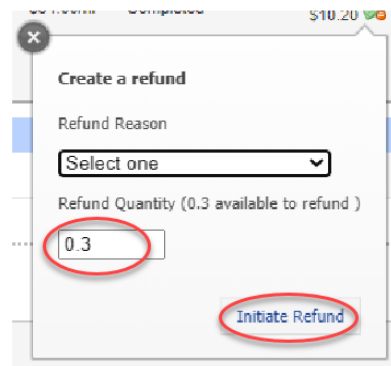 $10.20
Create a refund
Refund Reason
Select one
Refund Quantity (0.3 available to refund )
0.3
Initiate Refund